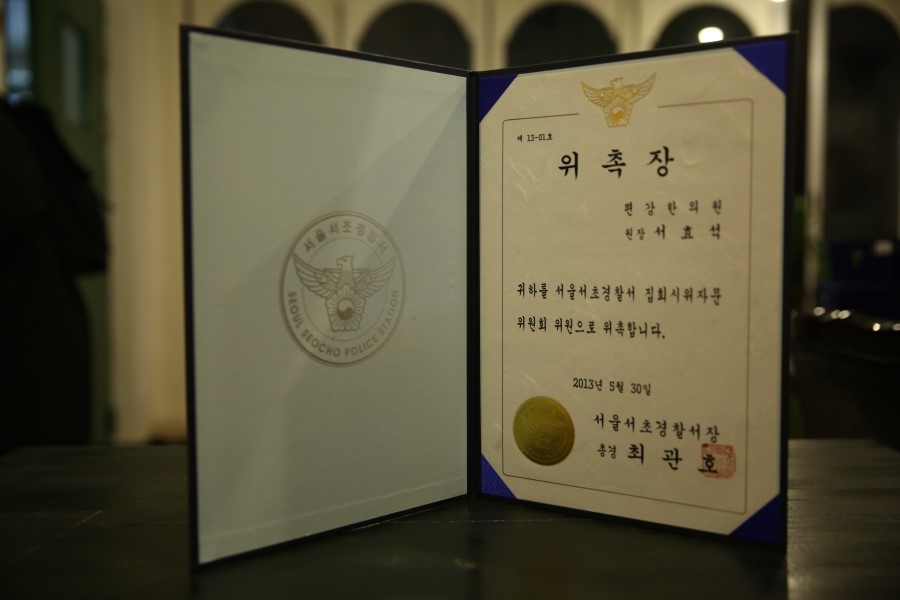 서울서초경찰서
SEOUL SEOCHO POLICE STATION
제 13-01호
위 촉 장
편 강 한 의 원
원장 서 효 석
귀하를 서울서초경찰서 집회시위자문
위원회 위원으로 위촉합니다.
2013년 5월 30일
서울서초경찰서장
총경 최 관 호